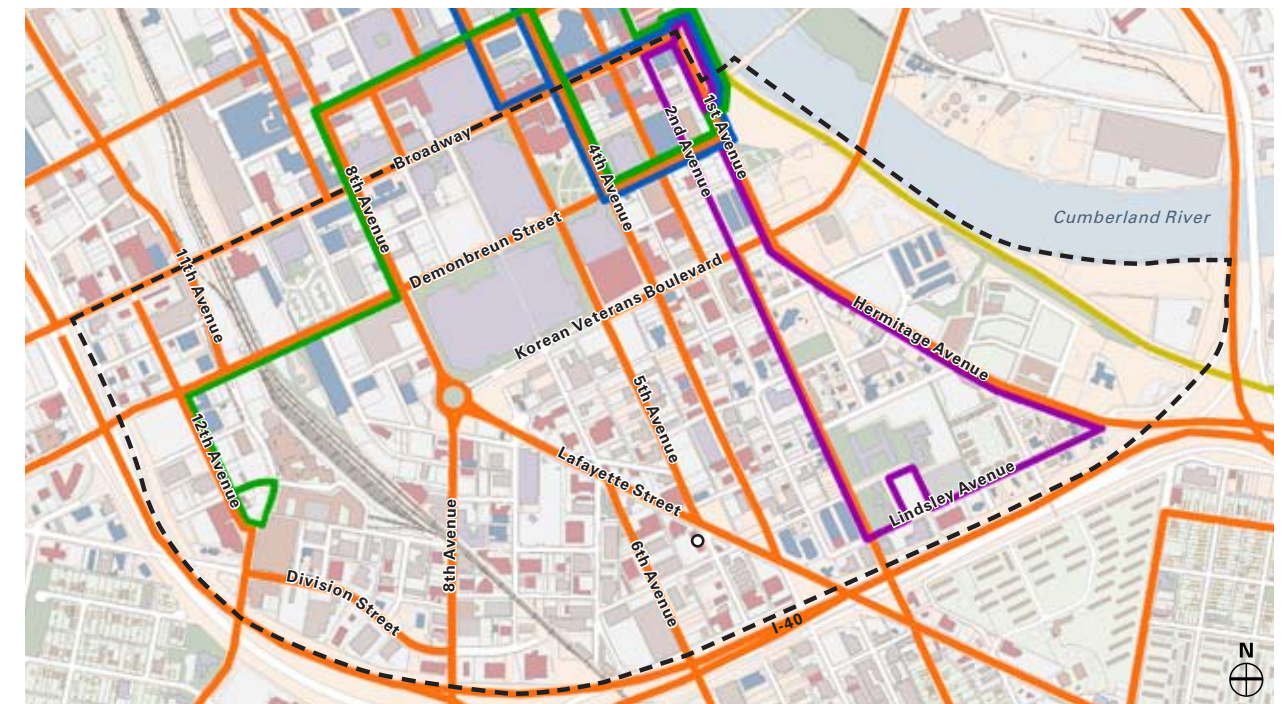 1st Avenue
2nd Avenue
Broadway
4th Avenue
8th Avenue
Cumberland River
Demonbreun Street
11th Avenue
Korean Veterans Boulevard
Hermitage Avenue
5th Avenue
12th Avenue
Lafayette Street
Lindsley Avenue
8th Avenue
6th Avenue
Division Street
I-40
N